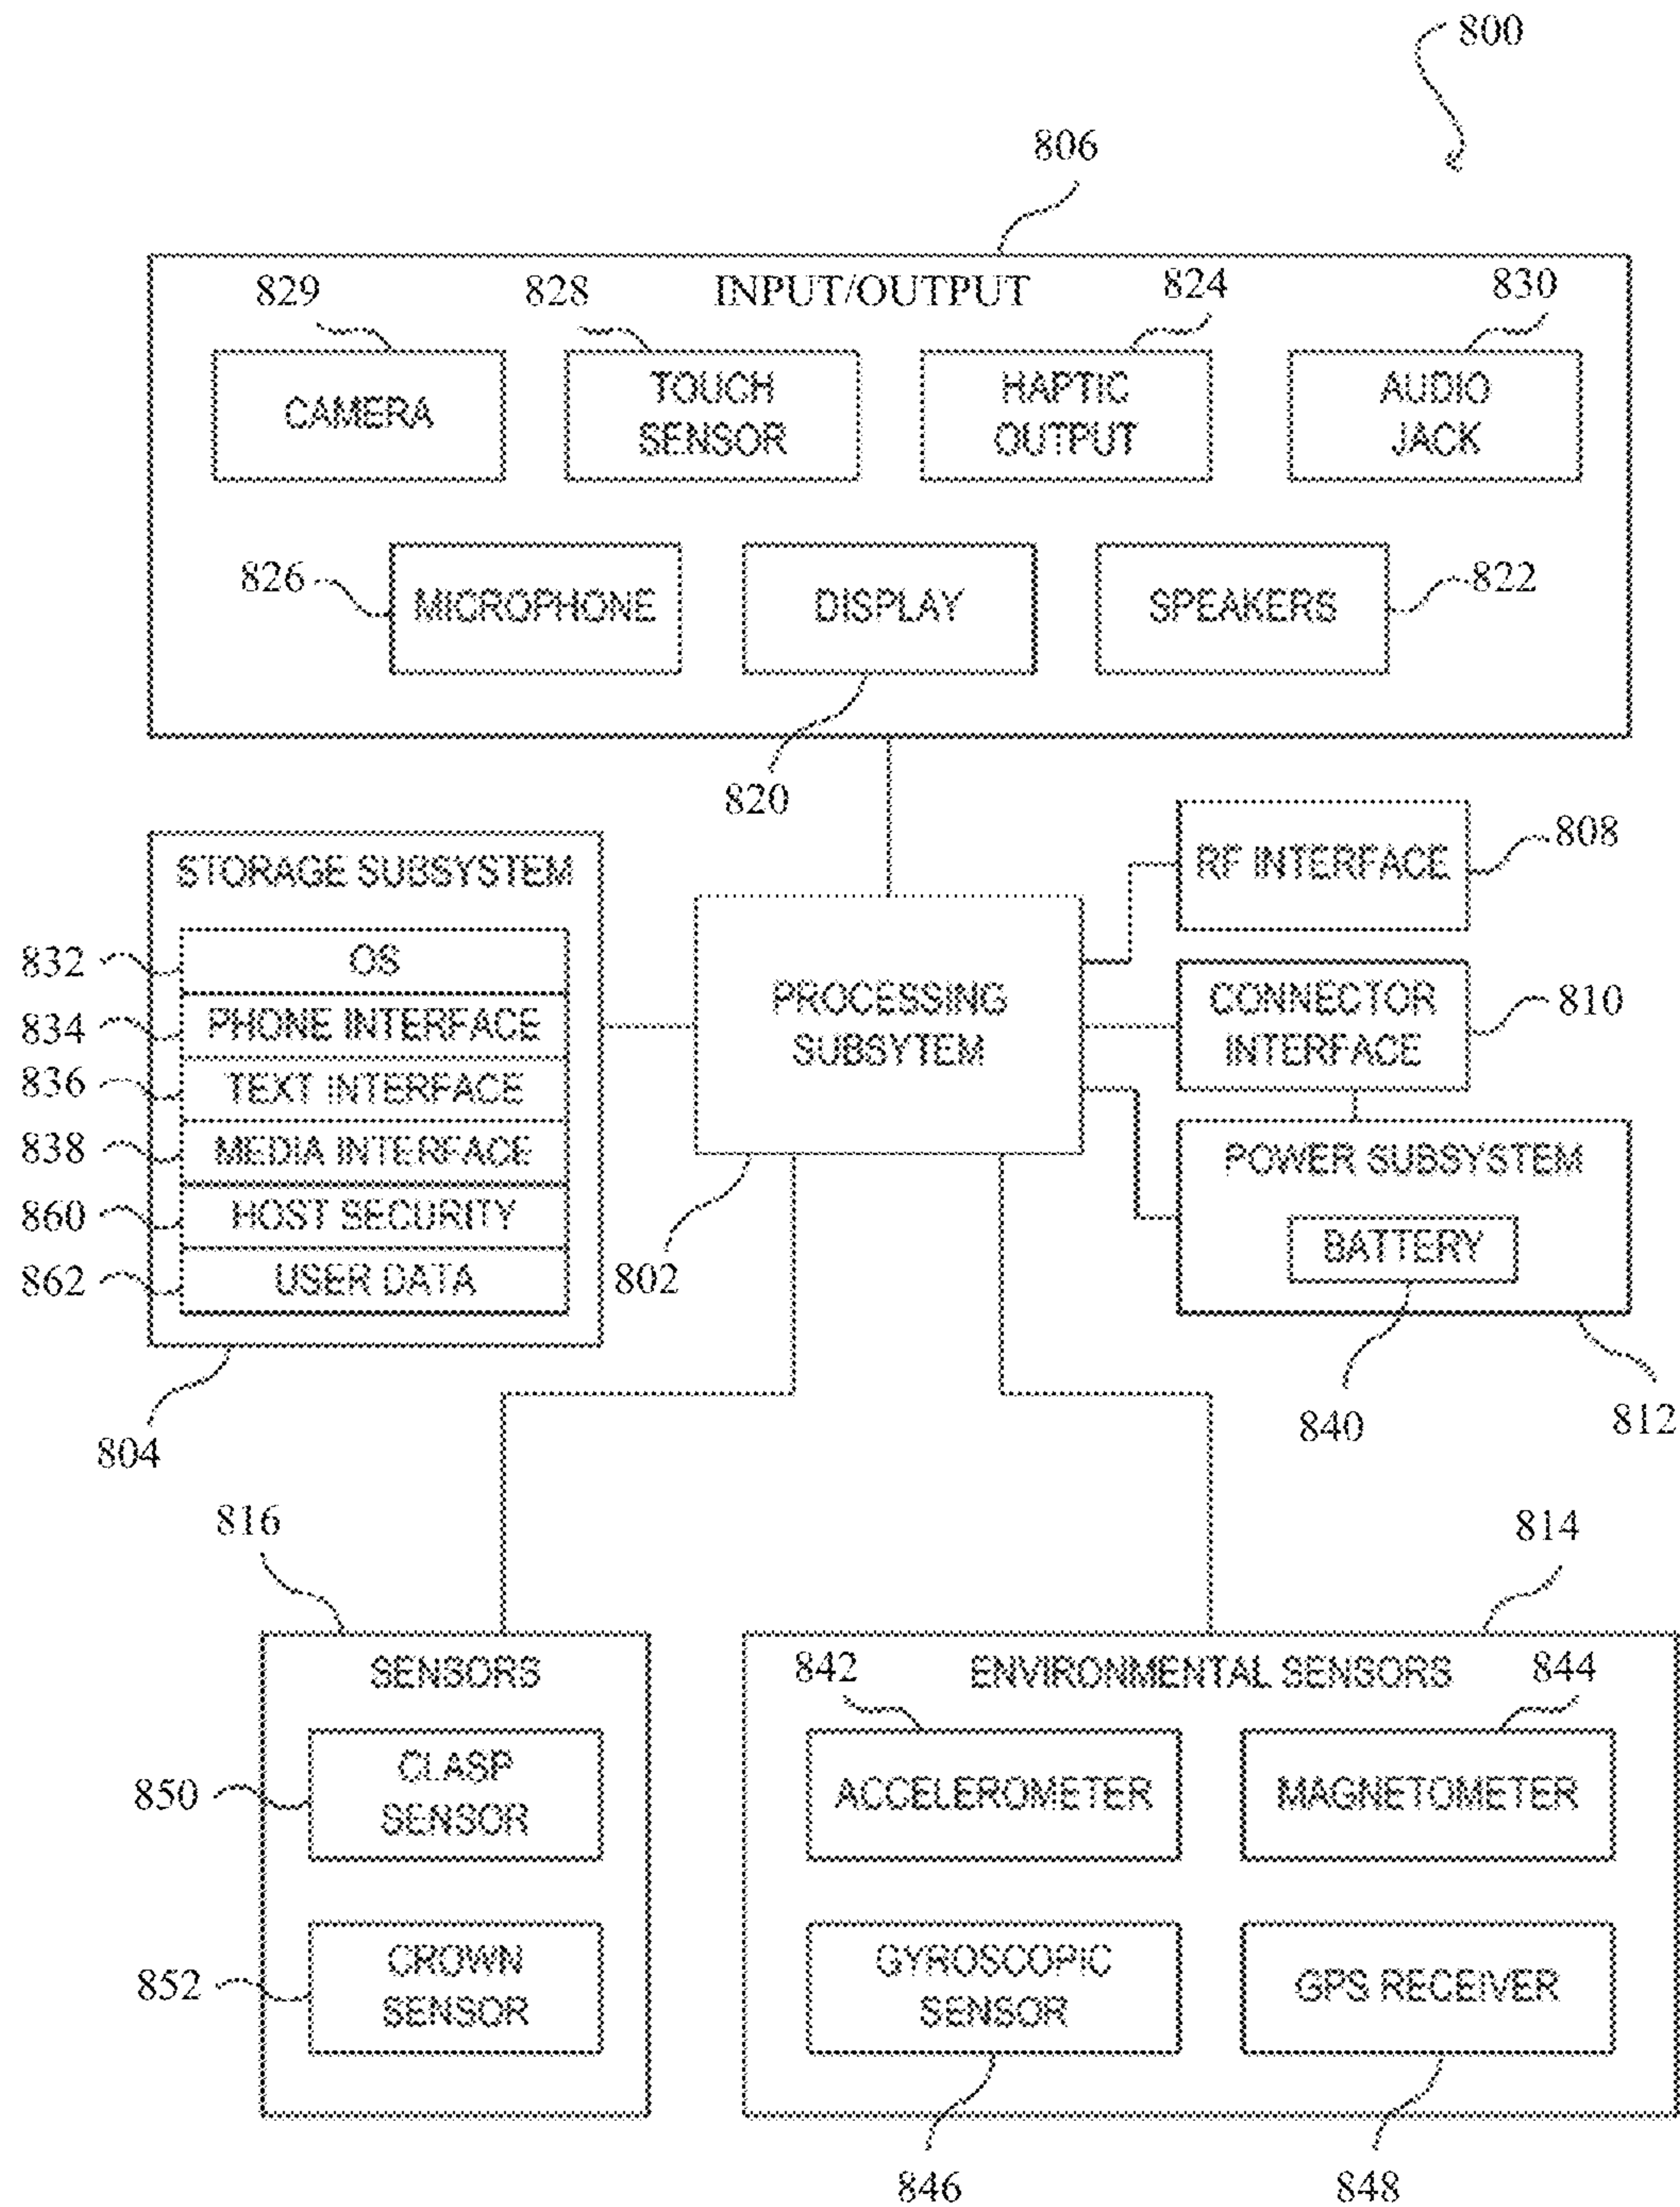 800
806
INPUT/OUTPUT
829
828
824
830
CAMERA
TOUCH
SENSOR
HAPTIC
OUTPUT
AUDIO
JACK
826
MICROPHONE
DISPLAY
SPEAKERS
822
820
STORAGE SUBSYSTEM
832
OS
834
PHONE INTERFACE
836
TEXT INTERFACE
838
MEDIA INTERFACE
860
HOST SECURITY
862
USER DATA
804
PROCESSING
SUBSYTEM
802
RF INTERFACE
808
CONNECTOR
INTERFACE
810
POWER SUBSYSTEM
BATTERY
840
812
816
SENSORS
850
CLASP
SENSOR
852
CROWN
SENSOR
814
ENVIRONMENTAL SENSORS
842
844
ACCELEROMETER
MAGNETOMETER
GYROSCOPIC
SENSOR
GPS RECEIVER
846
848